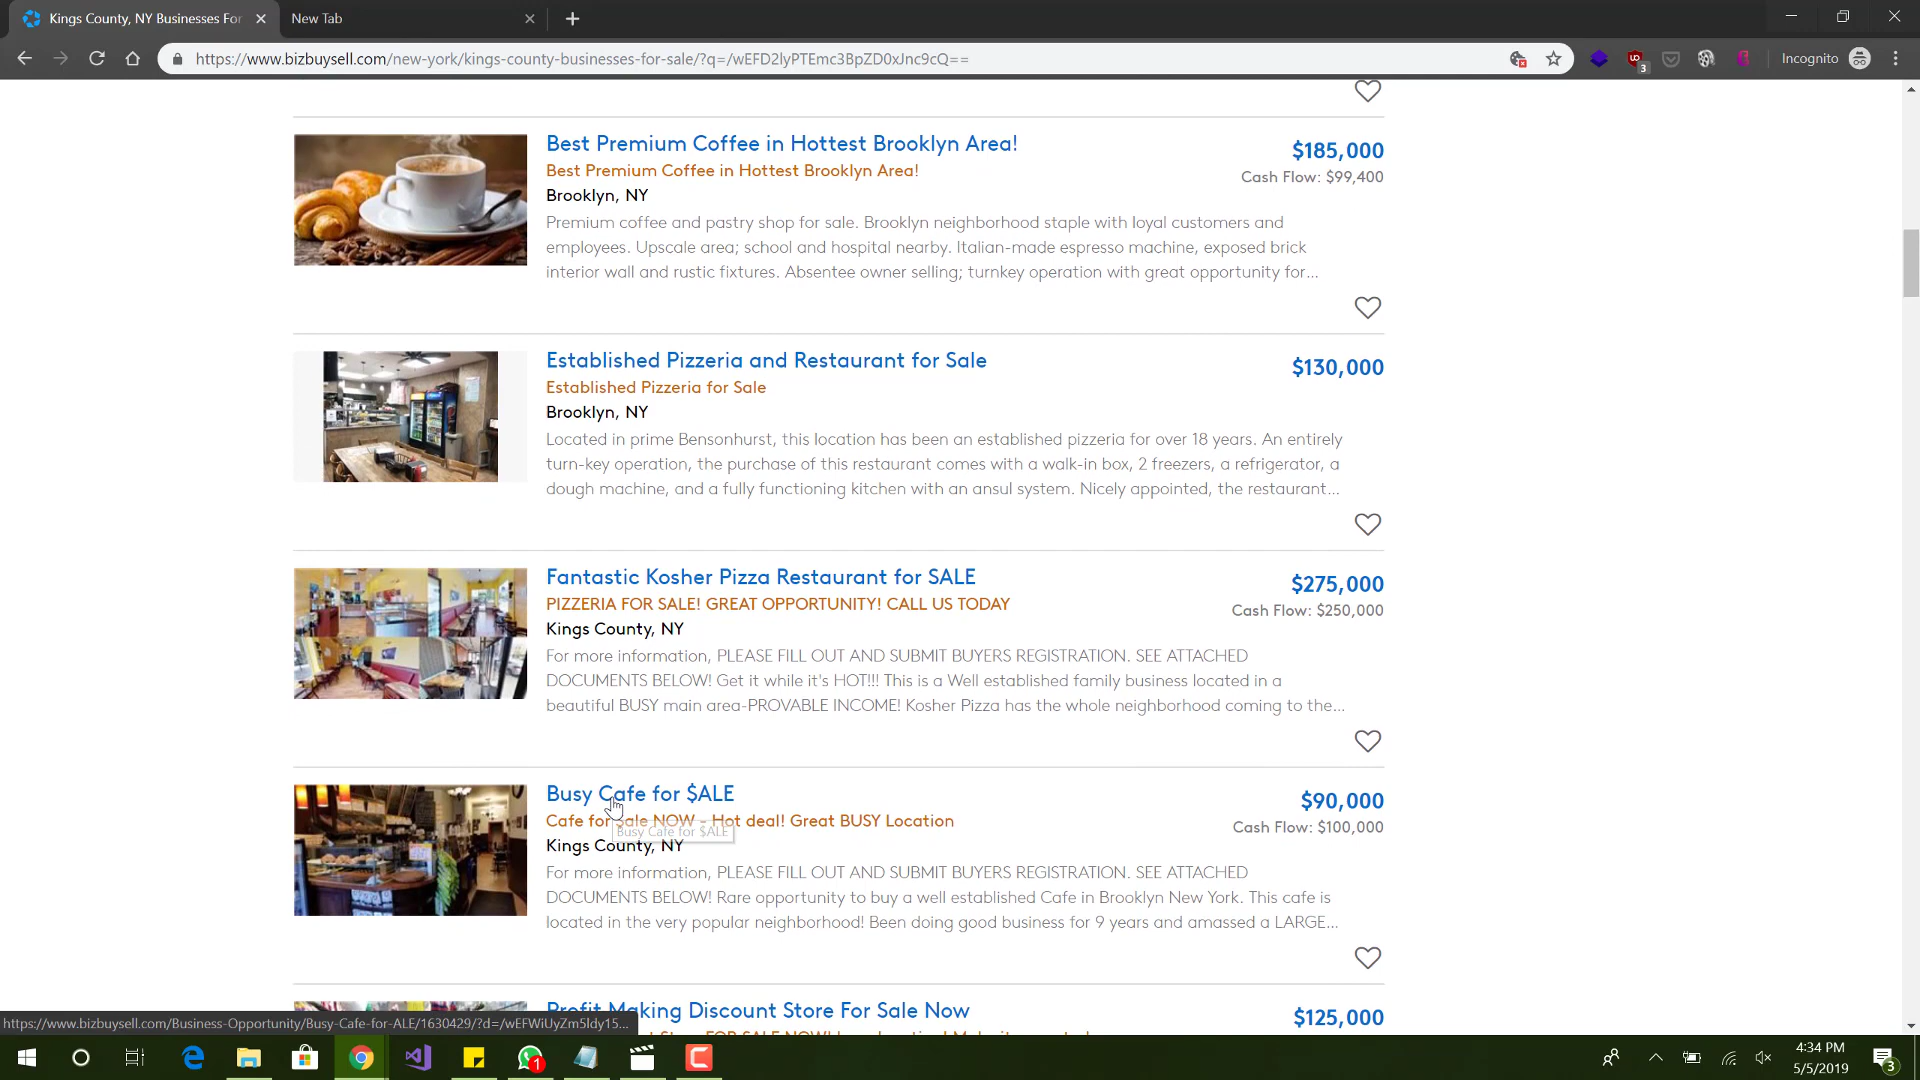 Kings County, NY Businesses For
New Tab
https://www.bizbuysell.com/new-york/kings-county-businesses-for-sale/?q=/wEFD2lyPTEmc3BpZD0xJnc9cQ==
3
Incognito
Best Premium Coffee in Hottest Brooklyn Area!
$185,000
Best Premium Coffee in Hottest Brooklyn Area!
Cash Flow: $99,400
Brooklyn, NY
Premium coffee and pastry shop for sale. Brooklyn neighborhood staple with loyal customers and
employees. Upscale area; school and hospital nearby. Italian-made espresso machine, exposed brick
interior wall and rustic fixtures. Absentee owner selling; turnkey operation with great opportunity for...
Established Pizzeria and Restaurant for Sale
$130,000
Established Pizzeria for Sale
Brooklyn, NY
Located in prime Bensonhurst, this location has been an established pizzeria for over 18 years. An entirely
turn-key operation, the purchase of this restaurant comes with a walk-in box, 2 freezers, a refrigerator, a
dough machine, and a fully functioning kitchen with an ansul system. Nicely appointed, the restaurant...
Fantastic Kosher Pizza Restaurant for SALE
$275,000
PIZZERIA FOR SALE! GREAT OPPORTUNITY! CALL US TODAY
Cash Flow: $250,000
Kings County, NY
For more information, PLEASE FILL OUT AND SUBMIT BUYERS REGISTRATION. SEE ATTACHED
DOCUMENTS BELOW! Get it while it's HOT!!! This is a Well established family business located in a
beautiful BUSY main area-PROVABLE INCOME! Kosher Pizza has the whole neighborhood coming to the...
Busy Cafe for $ALE
$90,000
Cafe for Sale NOW - Hot deal! Great BUSY Location
Cash Flow: $100,000
Busy Cafe for $ALE
Kings County, NY
For more information, PLEASE FILL OUT AND SUBMIT BUYERS REGISTRATION. SEE ATTACHED
DOCUMENTS BELOW! Rare opportunity to buy a well established Cafe in Brooklyn New York. This cafe is
located in the very popular neighborhood! Been doing good business for 9 years and amassed a LARGE...
Profit Making Discount Store For Sale Now
$125,000
https://www.bizbuysell.com/Business-Opportunity/Busy-Cafe-for-ALE/1630429/?d=/wEFWiUyZm5ldy15...
1
4:34 PM
5/5/2019
3